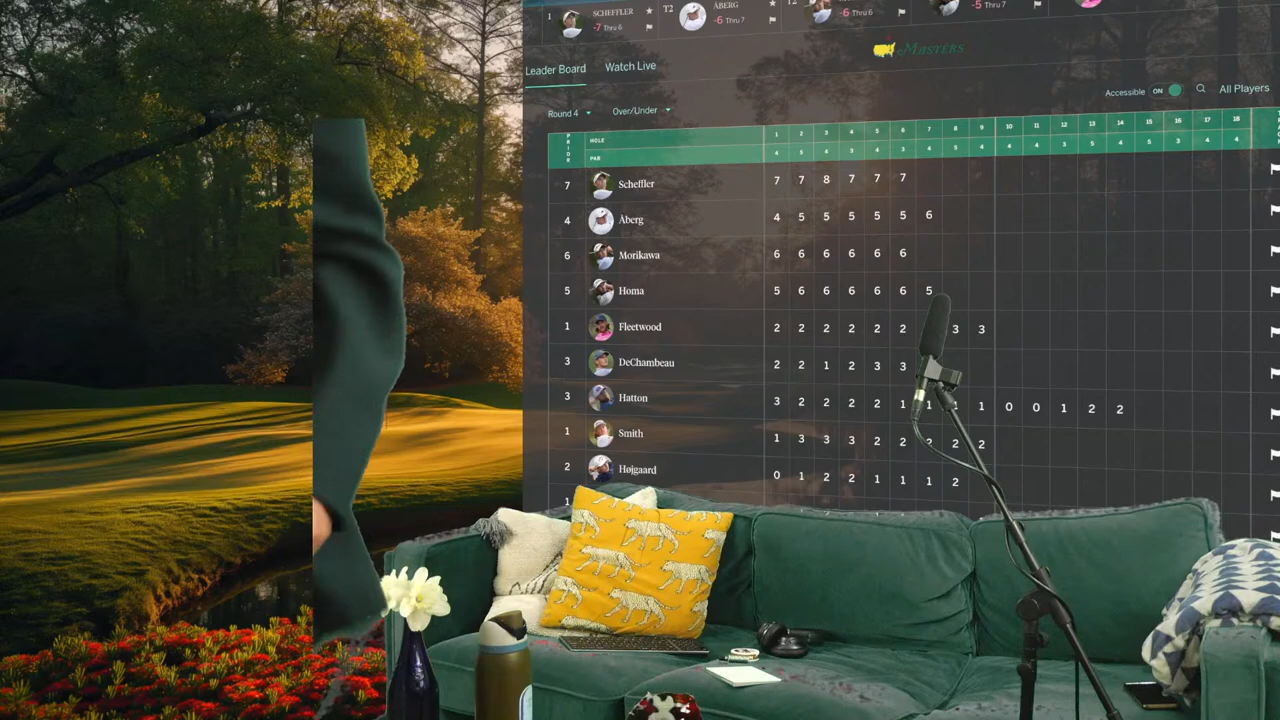 1 SCHEFFLER -7 Thru 6 T2 ÅBERG -6 Thru 7 T2 -6 Thru 6 -5 Thru 7
MASTERS
Leader Board Watch Live
Accessible ON All Players
Round 4 Over/Under
PRIOR HOLE 1 2 3 4 5 6 7 8 9 10 11 12 13 14 15 16 17 18
PAR 4 5 4 3 4 3 4 5 4 4 4 3 5 4 5 3 4 4
7 Scheffler 7 7 8 7 7 7
4 Åberg 4 5 5 5 5 5 6
6 Morikawa 6 6 6 6 6 6
5 Homa 5 6 6 6 6 6 5
1 Fleetwood 2 2 2 2 2 2 3 3
3 DeChambeau 2 2 1 2 3 3
3 Hatton 3 2 2 2 2 1 1 1 0 0 1 2 2
1 Smith 1 3 3 3 2 2 2 2 2
2 Højgaard 0 1 2 2 1 1 1 2
1